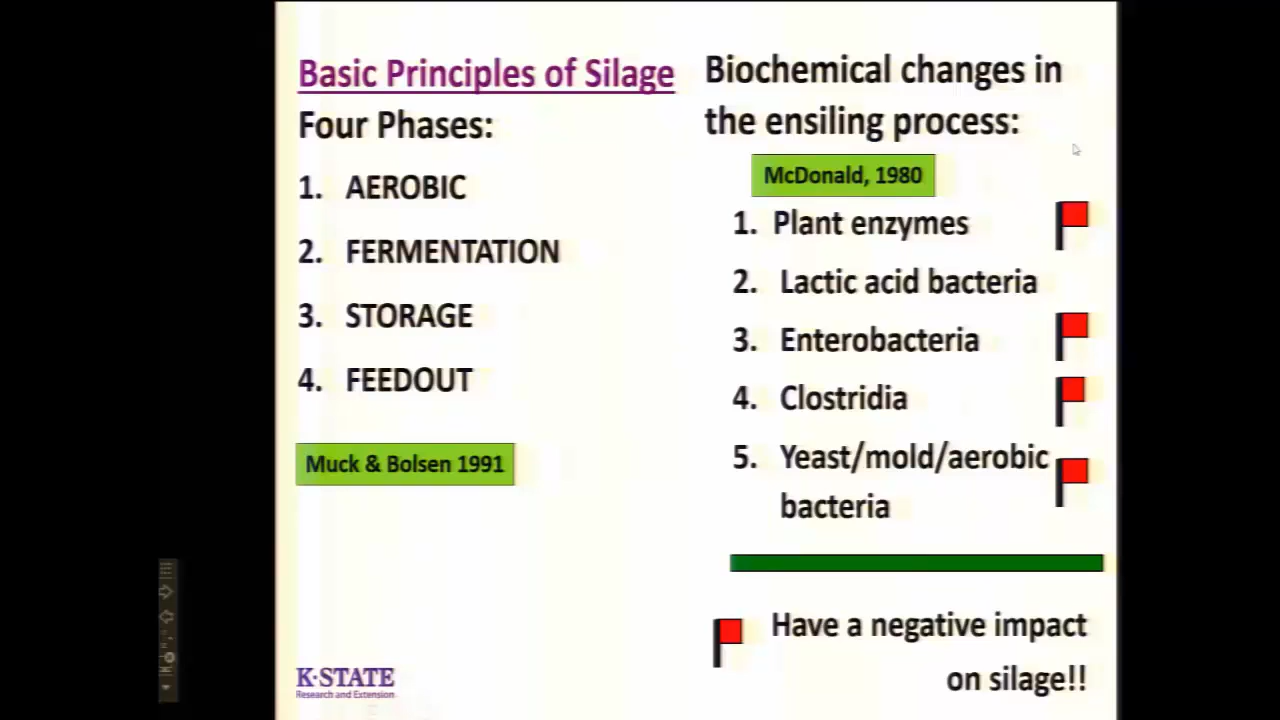 Basic Principles of Silage
Four Phases:
1. AEROBIC
2. FERMENTATION
3. STORAGE
4. FEEDOUT
Muck & Bolsen 1991
K-STATE
Research and Extension
Biochemical changes in
the ensiling process:
McDonald, 1980
1. Plant enzymes
2. Lactic acid bacteria
3. Enterobacteria
4. Clostridia
5. Yeast/mold/aerobic
bacteria
Have a negative impact
on silage!!